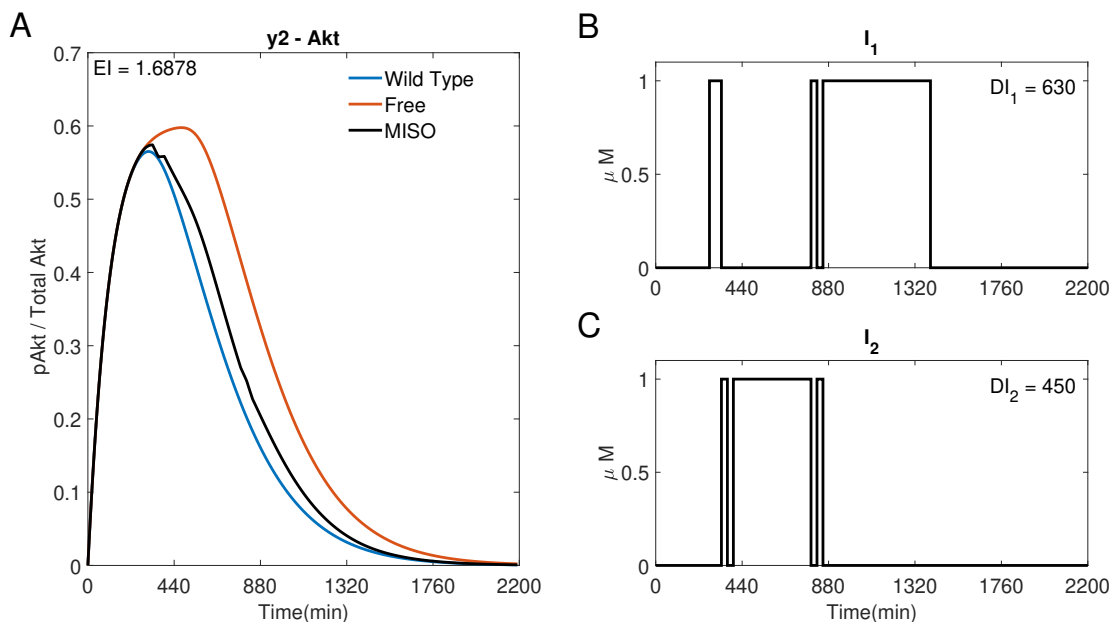 A
y2 - Akt
EI = 1.6878
Wild Type
Free
MISO
pAkt / Total Akt
0.7
0.6
0.5
0.4
0.3
0.2
0.1
0
0 440 880 1320 1760 2200
Time(min)
B
I1
DI1 = 630
μ M
1
0.5
0
0 440 880 1320 1760 2200
C
I2
DI2 = 450
μ M
1
0.5
0
0 440 880 1320 1760 2200
Time(min)